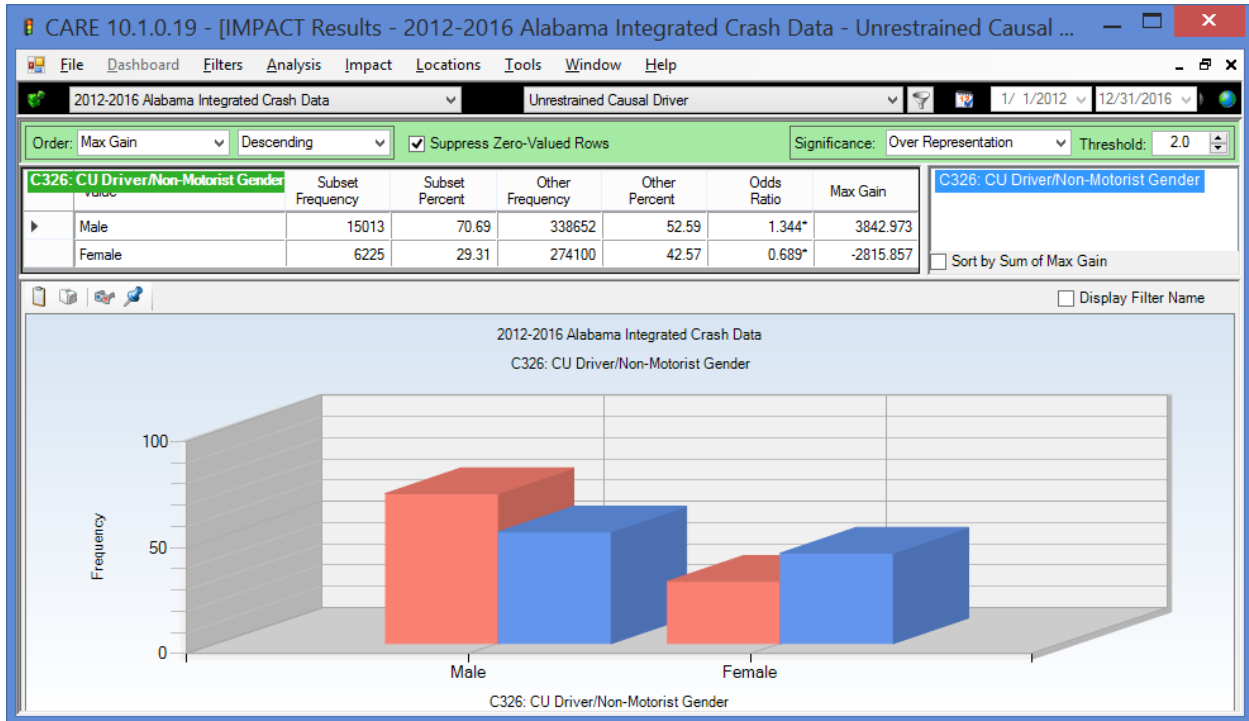 CARE 10.1.0.19 - [IMPACT Results - 2012-2016 Alabama Integrated Crash Data - Unrestrained Causal ...
File Dashboard Filters Analysis Impact Locations Tools Window Help
2012-2016 Alabama Integrated Crash Data Unrestrained Causal Driver 1/ 1/2012 12/31/2016
Order: Max Gain Descending Suppress Zero-Valued Rows Significance: Over Representation Threshold: 2.0
C326: CU Driver/Non-Motorist Gender Subset Frequency Subset Percent Other Frequency Other Percent Odds Ratio Max Gain C326: CU Driver/Non-Motorist Gender
Male 15013 70.69 338652 52.59 1.344* 3842.973
Female 6225 29.31 274100 42.57 0.689* -2815.857
Sort by Sum of Max Gain
Display Filter Name
2012-2016 Alabama Integrated Crash Data
C326: CU Driver/Non-Motorist Gender
Frequency
100
50
0
Male Female
C326: CU Driver/Non-Motorist Gender